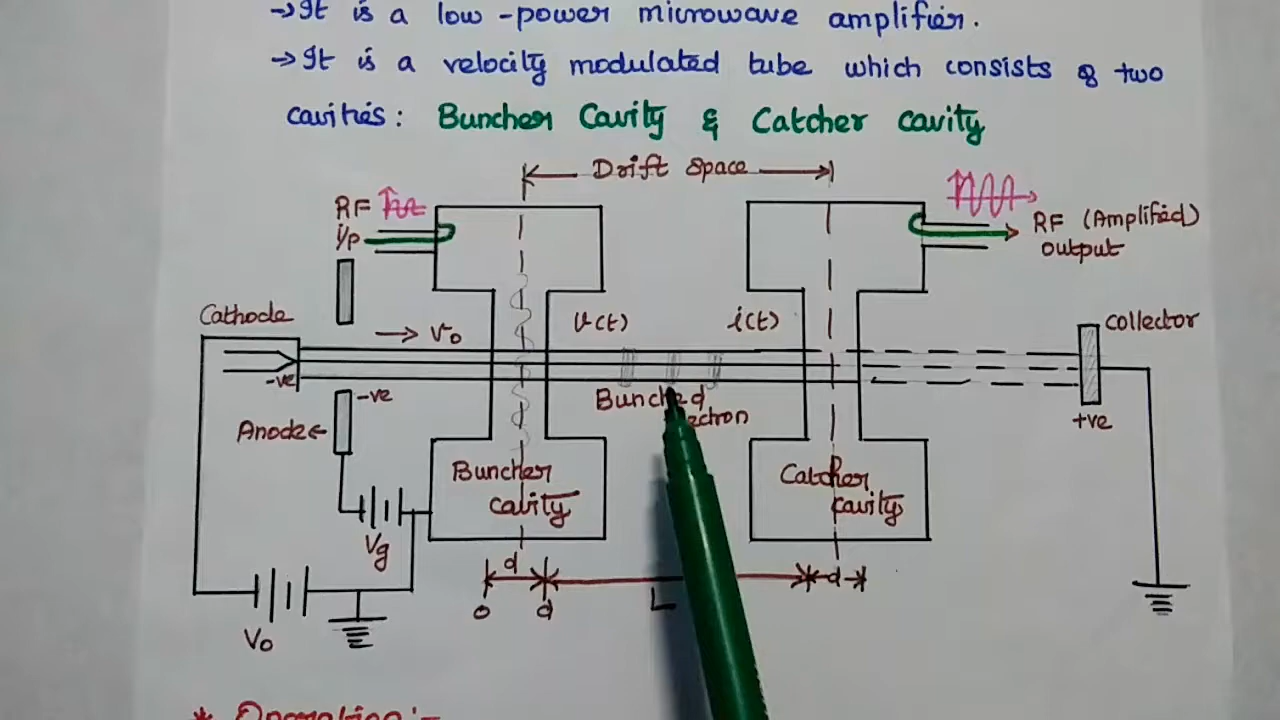 →It is a low-power microwave amplifier.
→It is a velocity modulated tube which consists of two
cavities: Buncher Cavity & Catcher cavity
Drift space
RF
i/p
RF (Amplified)
output
Cathode
→ V₀
v(t)
i(t)
collector
-ve
-ve
Bunched
Anode
+ve
Buncher
cavity
Catcher
cavity
Vg
d
d
o
d
L
V₀
* Operation:-